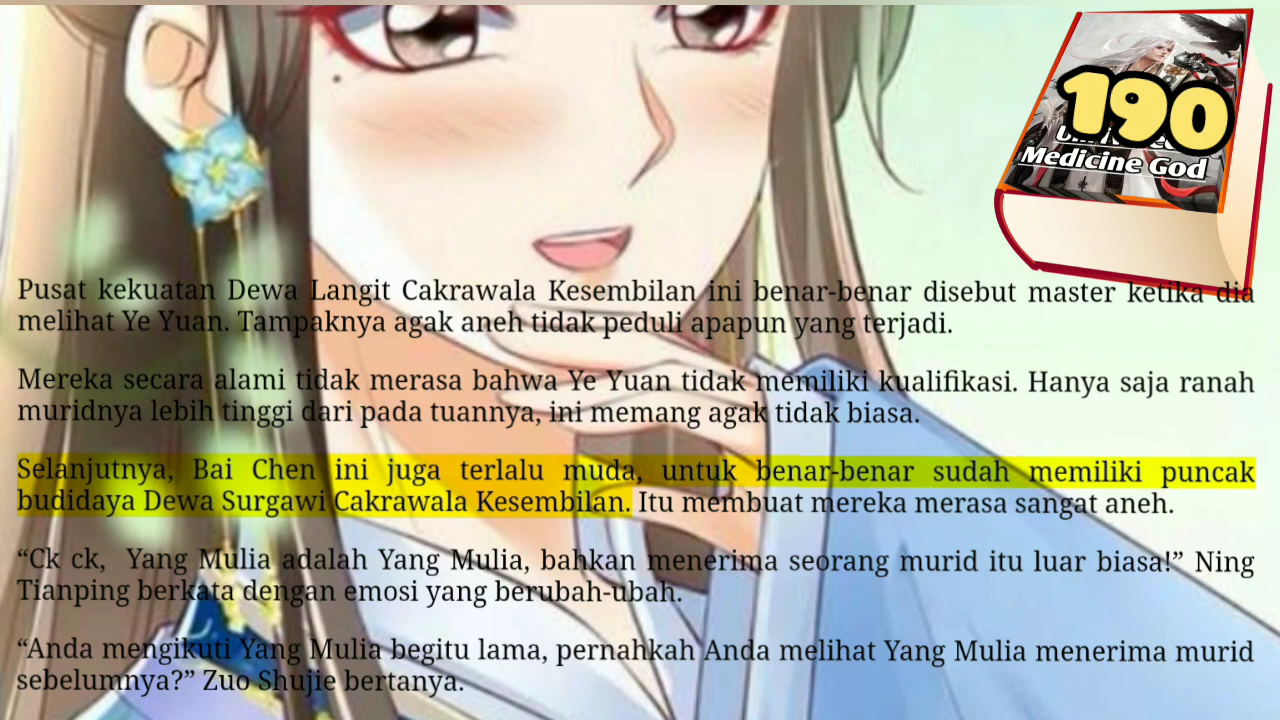 190
Medicine God
Pusat kekuatan Dewa Langit Cakrawala Kesembilan ini benar-benar disebut master ketika dia
melihat Ye Yuan. Tampaknya agak aneh tidak peduli apapun yang terjadi.
Mereka secara alami tidak merasa bahwa Ye Yuan tidak memiliki kualifikasi. Hanya saja ranah
muridnya lebih tinggi dari pada tuannya, ini memang agak tidak biasa.
Selanjutnya, Bai Chen ini juga terlalu muda, untuk benar-benar sudah memiliki puncak
budidaya Dewa Surgawi Cakrawala Kesembilan. Itu membuat mereka merasa sangat aneh.
“Ck ck, Yang Mulia adalah Yang Mulia, bahkan menerima seorang murid itu luar biasa!” Ning
Tianping berkata dengan emosi yang berubah-ubah.
“Anda mengikuti Yang Mulia begitu lama, pernahkah Anda melihat Yang Mulia menerima murid
sebelumnya?” Zuo Shujie bertanya.